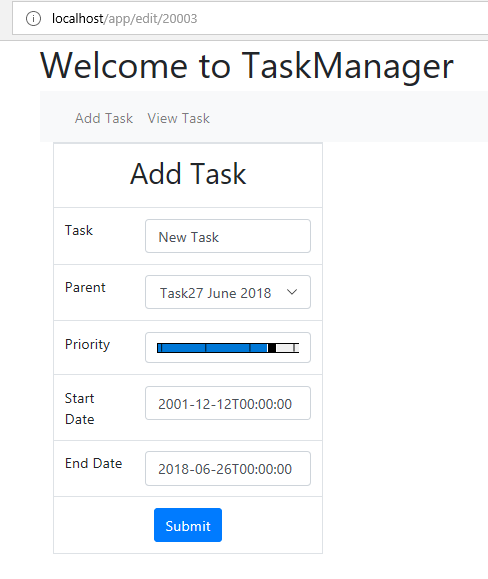 localhost/app/edit/20003
Welcome to TaskManager
Add Task View Task
Add Task
Task New Task
Parent Task27 June 2018
Priority
Start Date 2001-12-12T00:00:00
End Date 2018-06-26T00:00:00
Submit